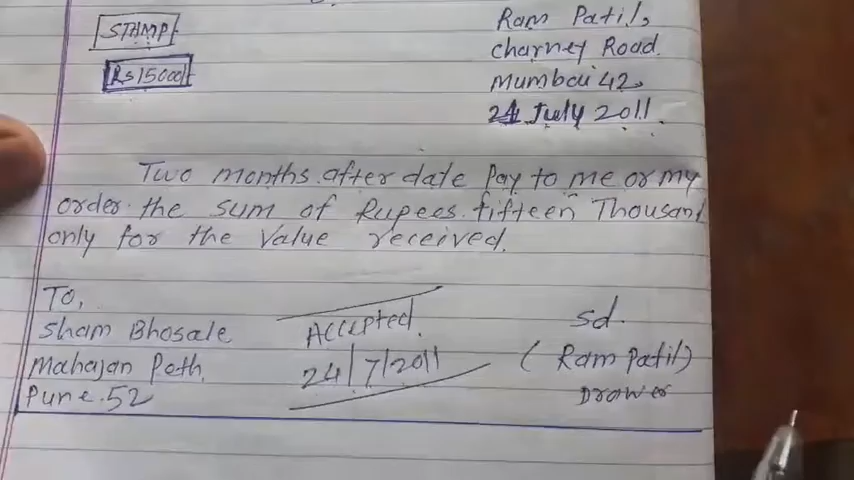 STAMP
Rs 15000
Ram Patil,
Charney Road.
Mumbai 42,
24 July 2011.
Two months after date Pay to me or my
order the sum of Rupees fifteen Thousand
only for the value received.
To,
Sham Bhosale
Mahajan Peth,
Pune.52
Accepted.
24/7/2011
sd.
(Ram Patil)
Drawer